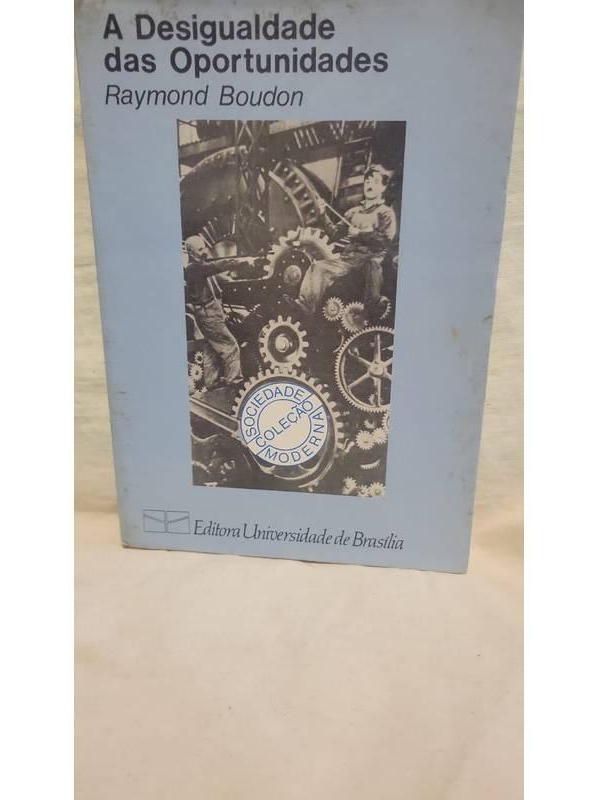 A Desigualdade
das Oportunidades
Raymond Boudon
SOCIEDADE
COLEÇÃO
MODERNA
Editora Universidade de Brasília